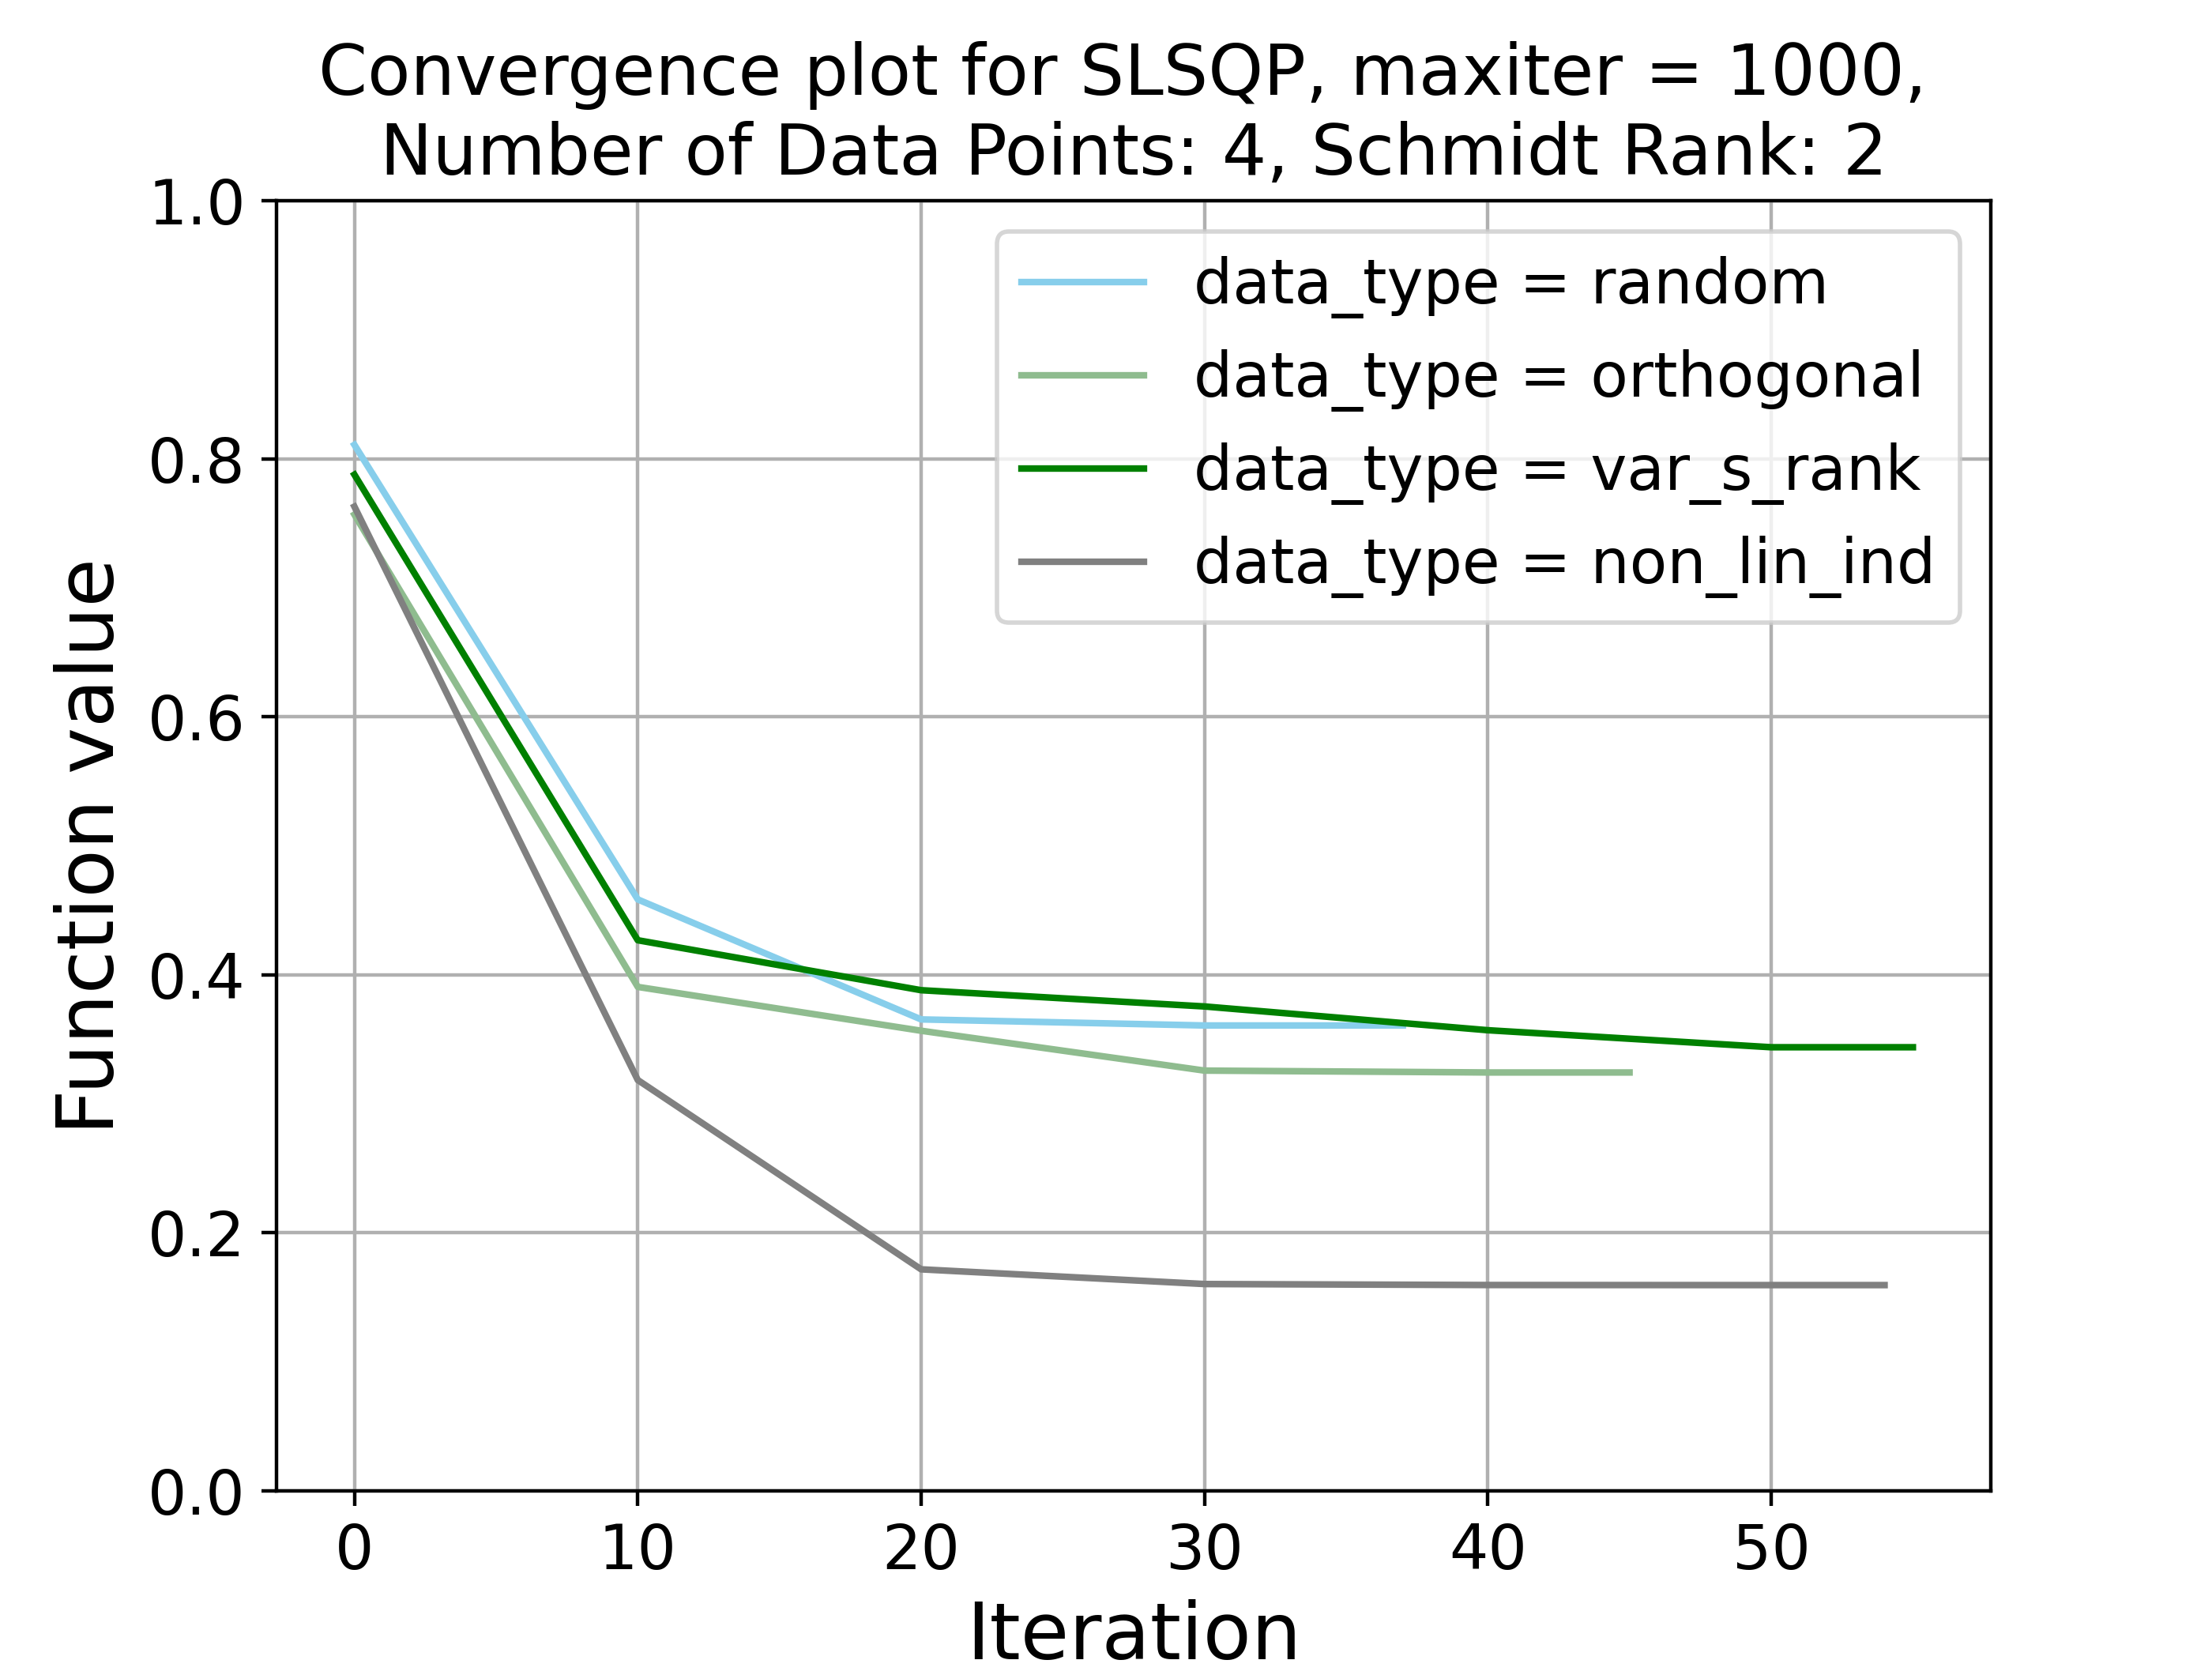 Convergence plot for SLSQP, maxiter = 1000,
Number of Data Points: 4, Schmidt Rank: 2
1.0
0.8
0.6
0.4
0.2
0.0
Function value
data_type = random
data_type = orthogonal
data_type = var_s_rank
data_type = non_lin_ind
0 10 20 30 40 50
Iteration